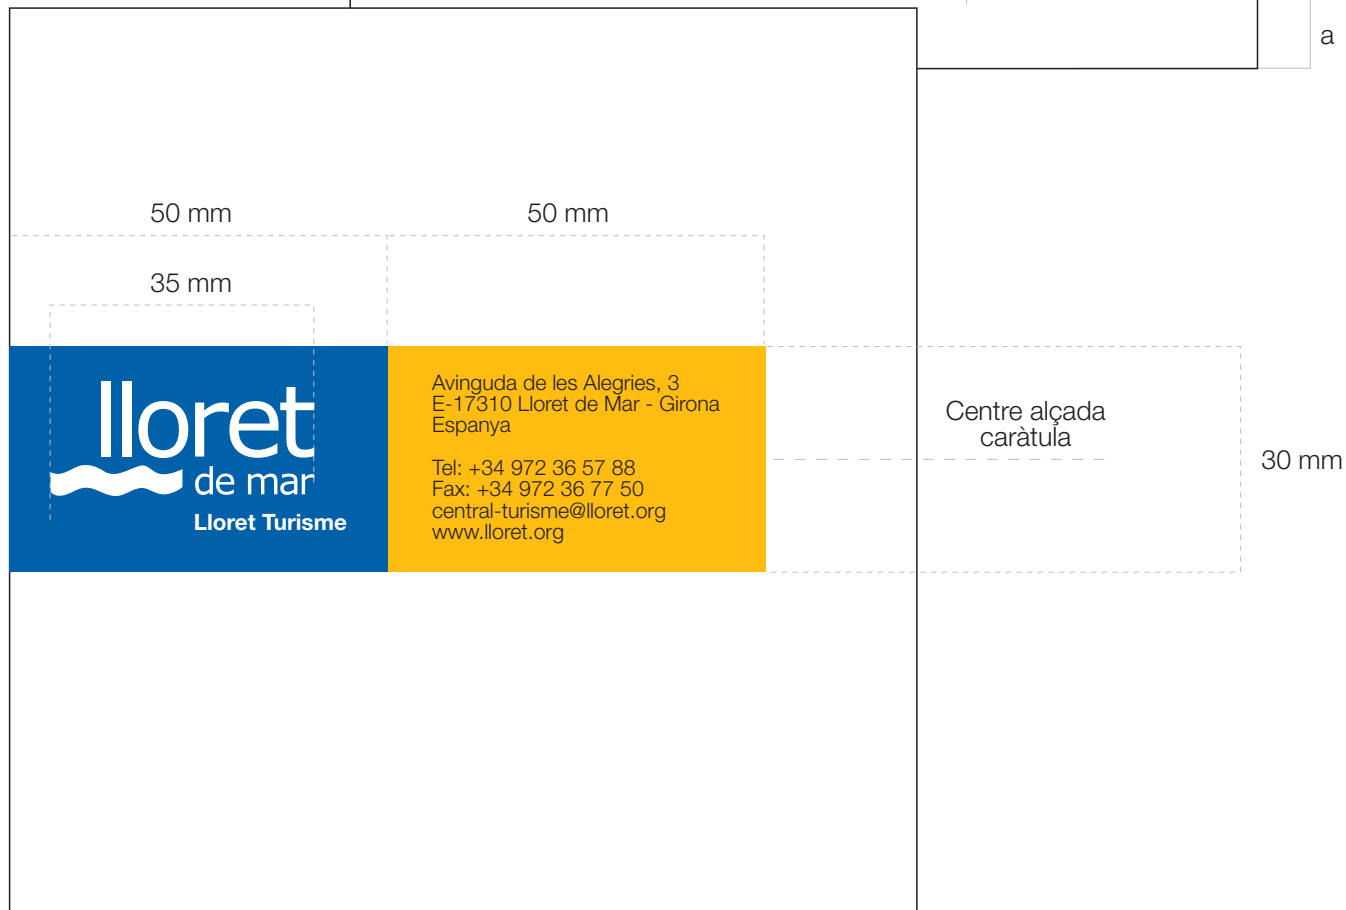 a
50 mm
50 mm
35 mm
lloret
de mar
Lloret Turisme
Avinguda de les Alegries, 3
E-17310 Lloret de Mar - Girona
Espanya
Tel: +34 972 36 57 88
Fax: +34 972 36 77 50
central-turisme@lloret.org
www.lloret.org
Centre alçada
caràtula
30 mm